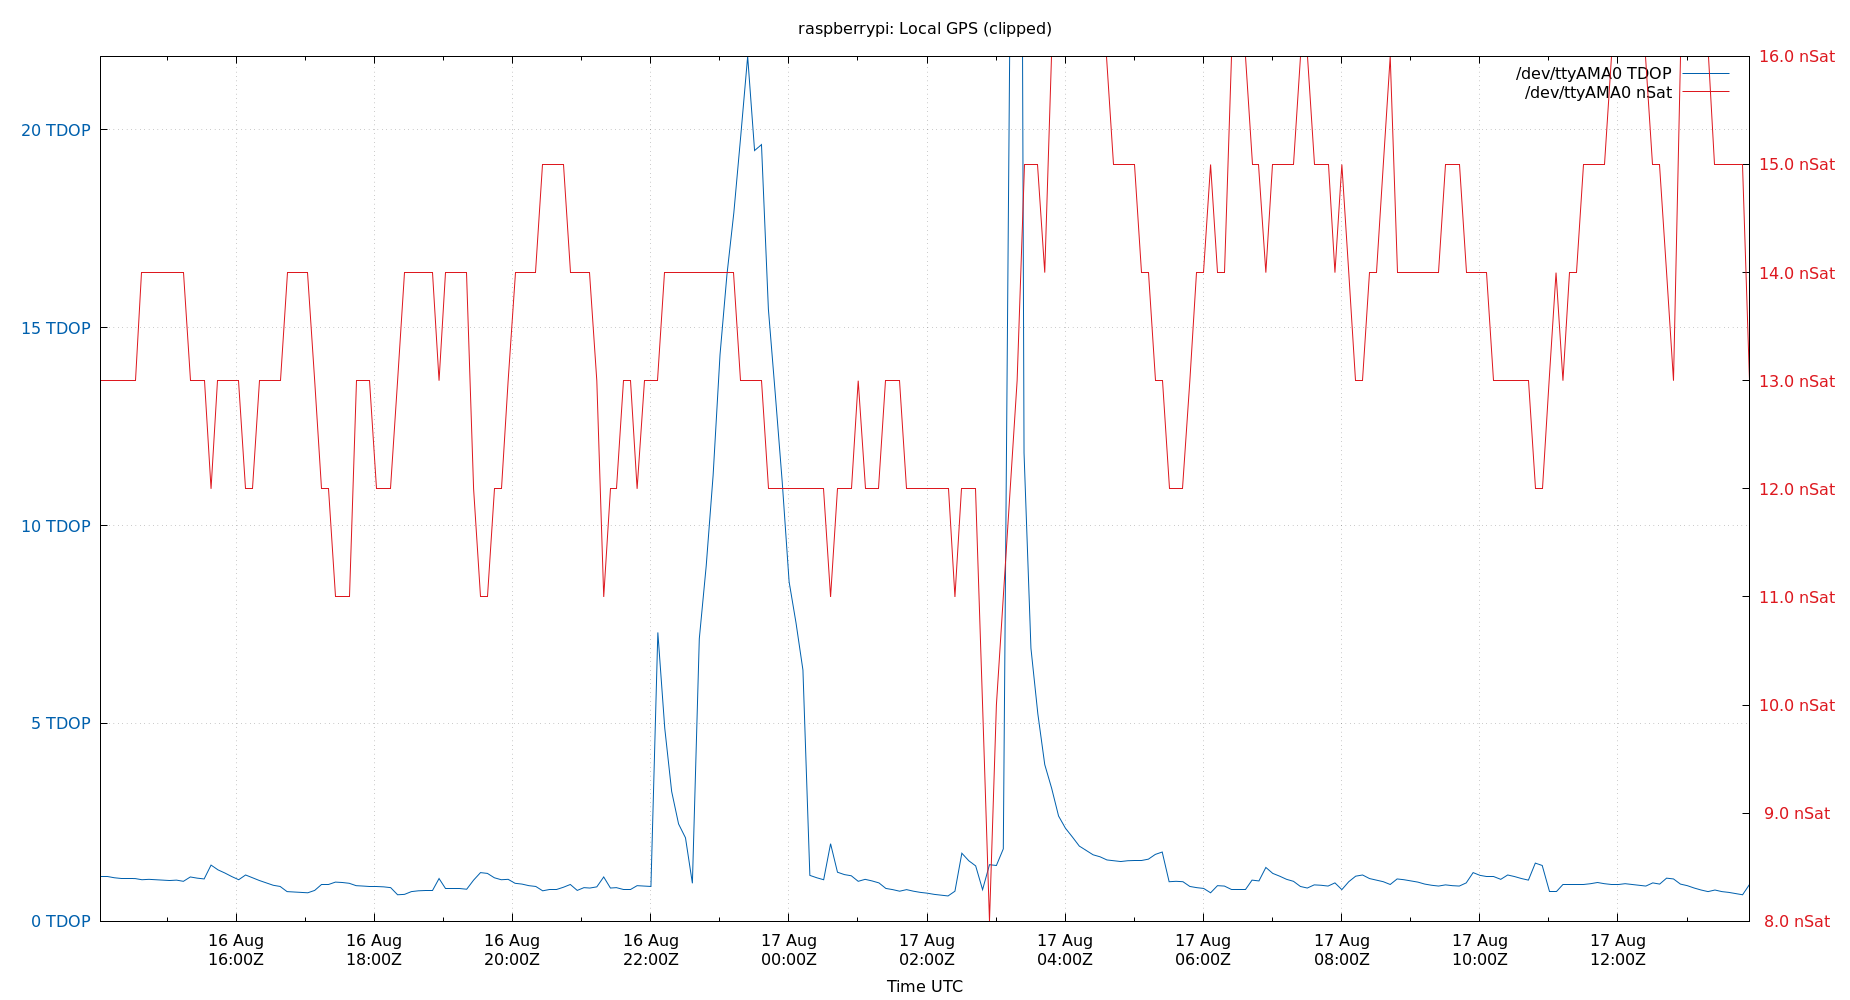 raspberrypi: Local GPS (clipped)
16.0 nSat
/dev/ttyAMA0 TDOP
/dev/ttyAMA0 nSat
20 TDOP
15.0 nSat
14.0 nSat
15 TDOP
13.0 nSat
12.0 nSat
10 TDOP
11.0 nSat
10.0 nSat
5 TDOP
9.0 nSat
0 TDOP
8.0 nSat
16 Aug 16 Aug 16 Aug 16 Aug 17 Aug 17 Aug 17 Aug 17 Aug 17 Aug 17 Aug 17 Aug
16:00Z 18:00Z 20:00Z 22:00Z 00:00Z 02:00Z 04:00Z 06:00Z 08:00Z 10:00Z 12:00Z
Time UTC